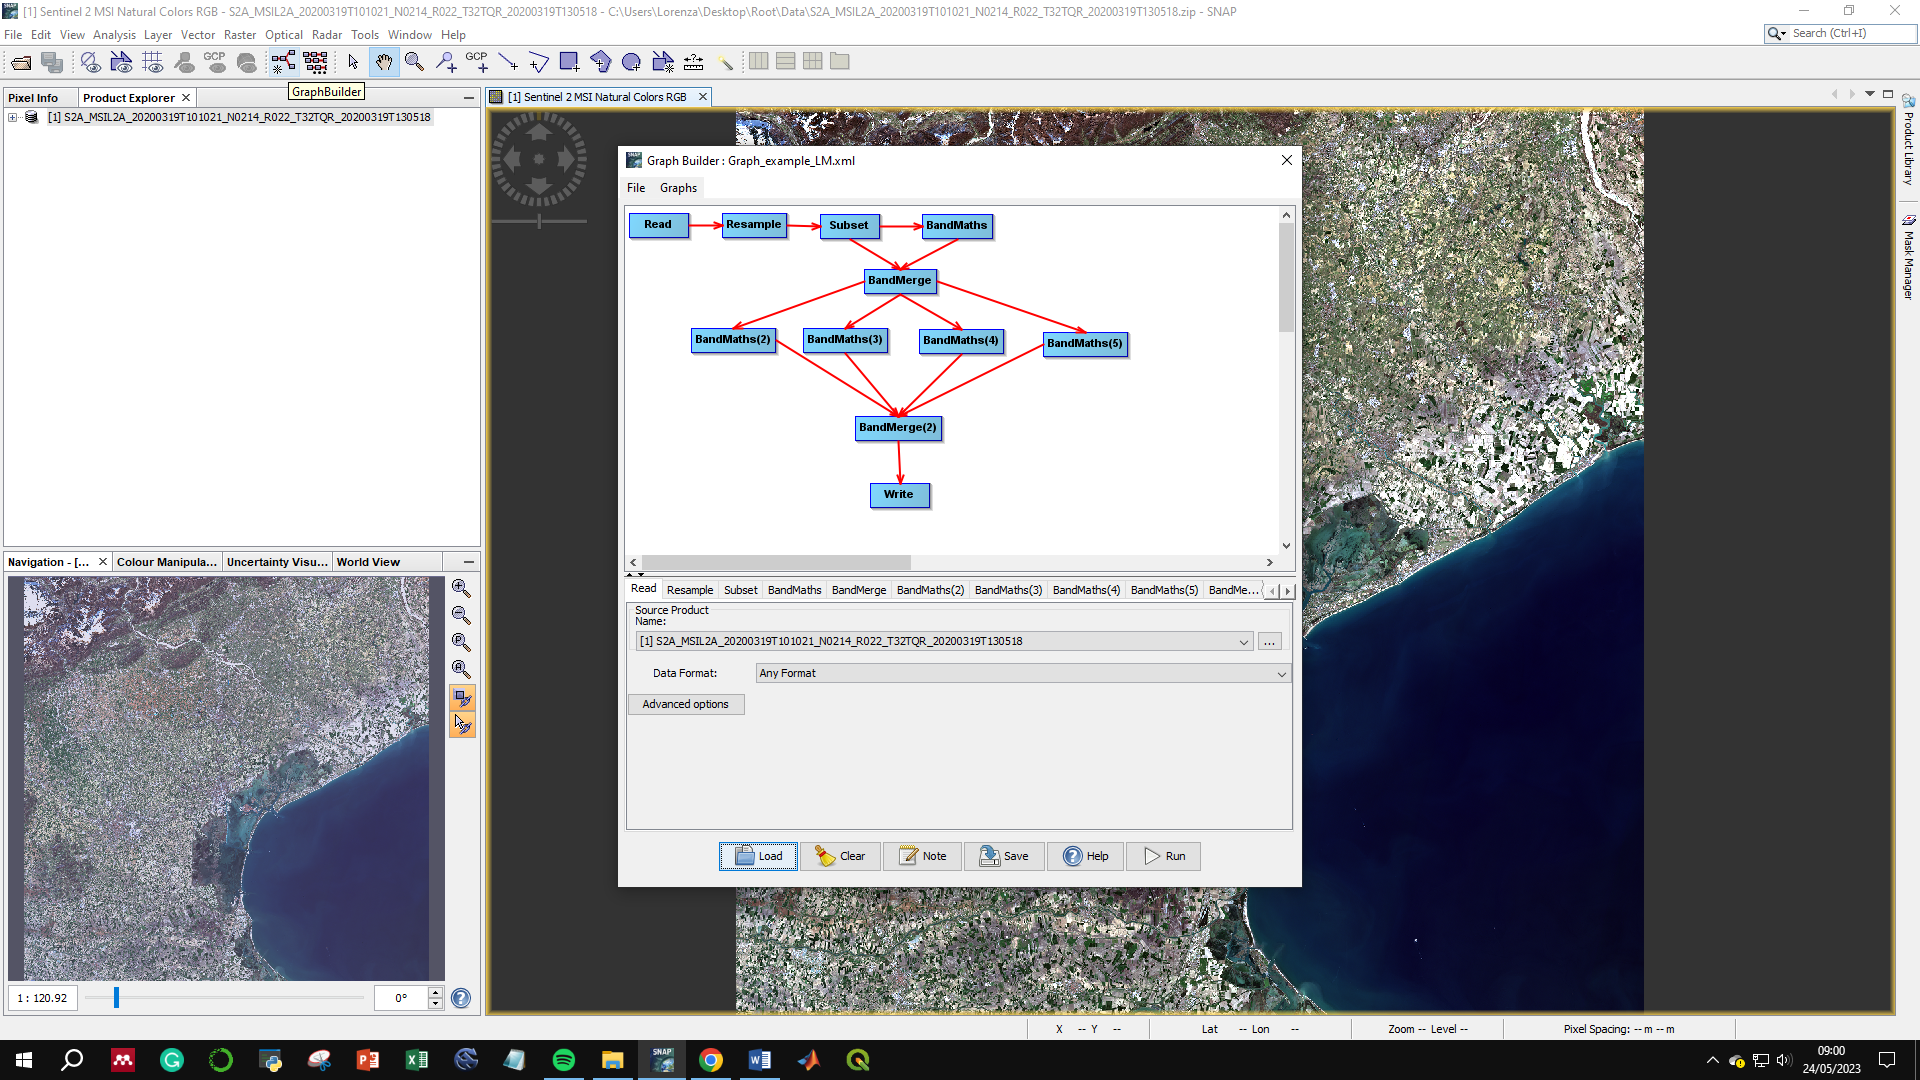 [1] Sentinel 2 MSI Natural Colors RGB - S2A_MSIL2A_20200319T101021_N0214_R022_T32TQR_20200319T130518 - C:\Users\Lorenza\Desktop\Root\Data\S2A_MSIL2A_20200319T101021_N0214_R022_T32TQR_20200319T130518.zip - SNAP
File Edit View Analysis Layer Vector Raster Optical Radar Tools Window Help
Search (Ctrl+I)
GCP GCP
GraphBuilder
Pixel Info Product Explorer
[1] S2A_MSIL2A_20200319T101021_N0214_R022_T32TQR_20200319T130518
[1] Sentinel 2 MSI Natural Colors RGB
Product Library
Mask Manager
SNAP Graph Builder : Graph_example_LM.xml
File Graphs
Read Resample Subset BandMaths
BandMerge
BandMaths(2) BandMaths(3) BandMaths(4) BandMaths(5)
BandMerge(2)
Write
Read Resample Subset BandMaths BandMerge BandMaths(2) BandMaths(3) BandMaths(4) BandMaths(5) BandMe...
Source Product
Name:
[1] S2A_MSIL2A_20200319T101021_N0214_R022_T32TQR_20200319T130518
...
Data Format: Any Format
Advanced options
Load Clear Note Save Help Run
Navigation - [... Colour Manipula... Uncertainty Visu... World View
1 : 120.92
0°
X -- Y -- Lat -- Lon -- Zoom -- Level -- Pixel Spacing: -- m -- m
SNAP
09:00
24/05/2023